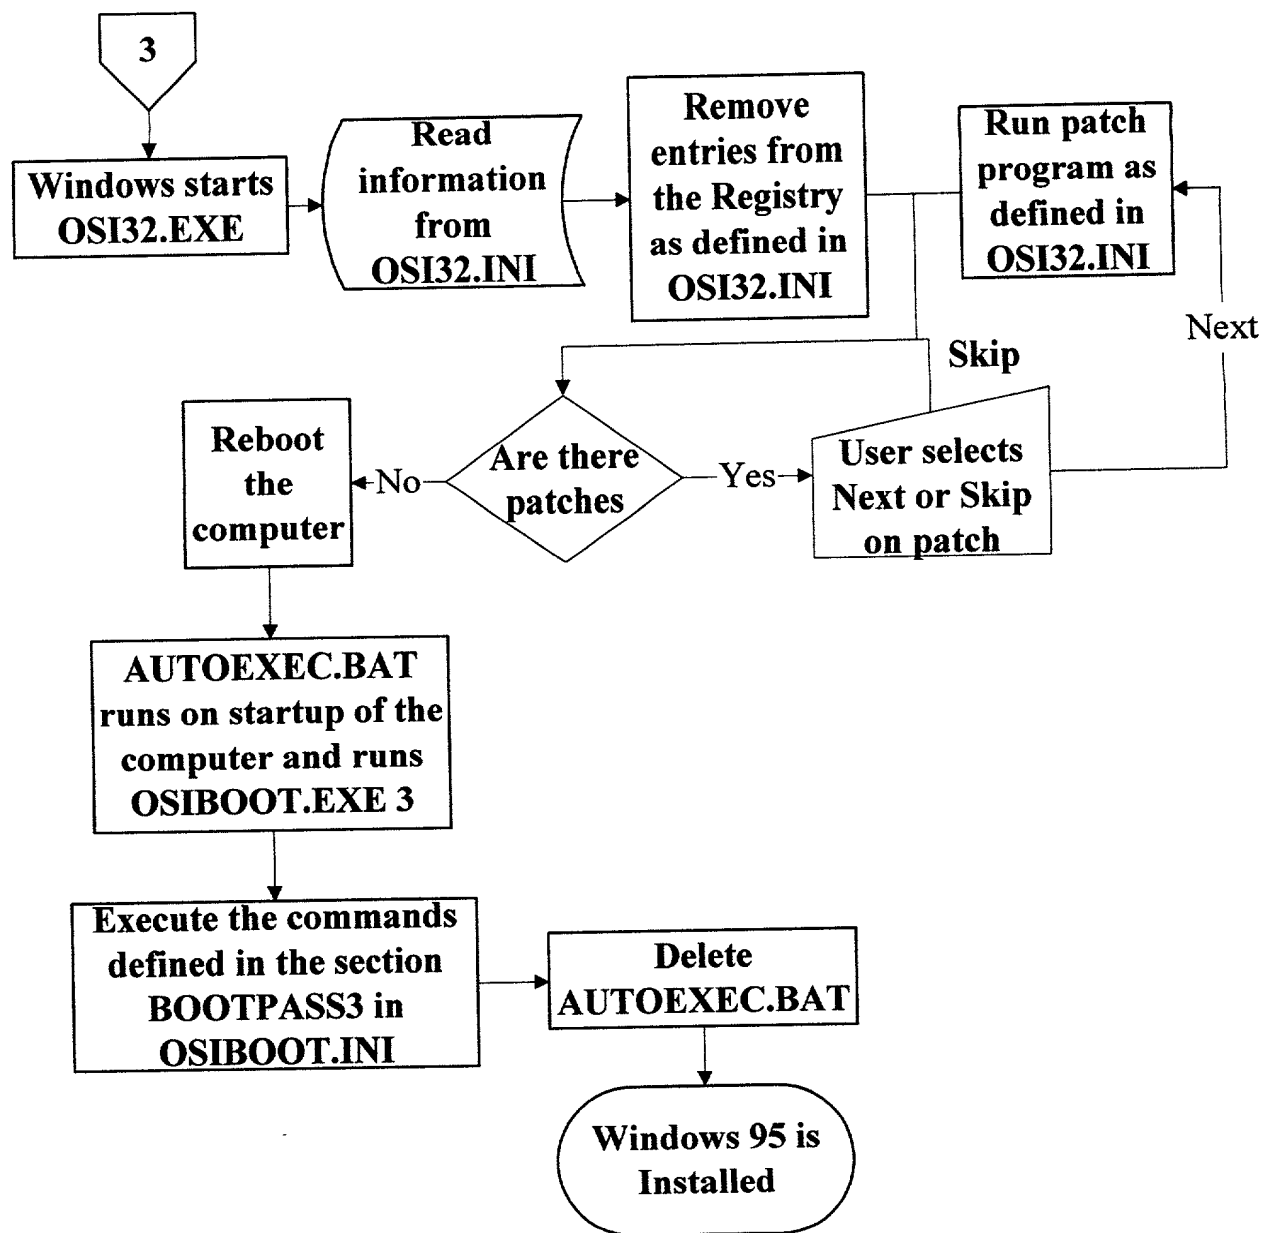 3
Windows starts
OSI32.EXE
Read
information
from
OSI32.INI
Remove
entries from
the Registry
as defined in
OSI32.INI
Run patch
program as
defined in
OSI32.INI
Next
Skip
Reboot
the
computer
No
Are there
patches
Yes
User selects
Next or Skip
on patch
AUTOEXEC.BAT
runs on startup of the
computer and runs
OSIBOOT.EXE 3
Execute the commands
defined in the section
BOOTPASS3 in
OSIBOOT.INI
Delete
AUTOEXEC.BAT
Windows 95 is
Installed